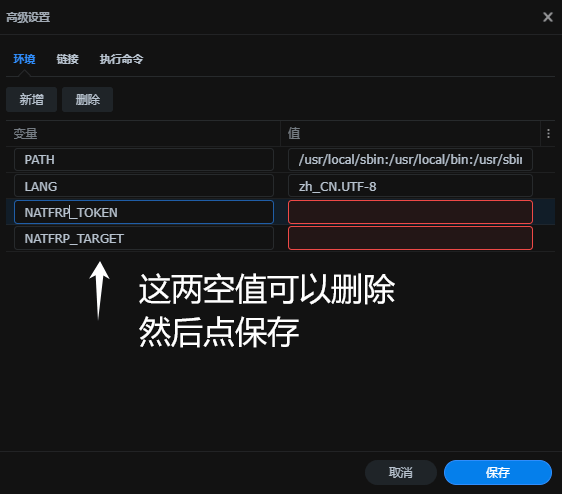 高级设置
环境 链接 执行命令
新增 删除
变量 值
PATH /usr/local/sbin:/usr/local/bin:/usr/sbin
LANG zh_CN.UTF-8
NATFRP_TOKEN
NATFRP_TARGET
这两空值可以删除
然后点保存
取消 保存